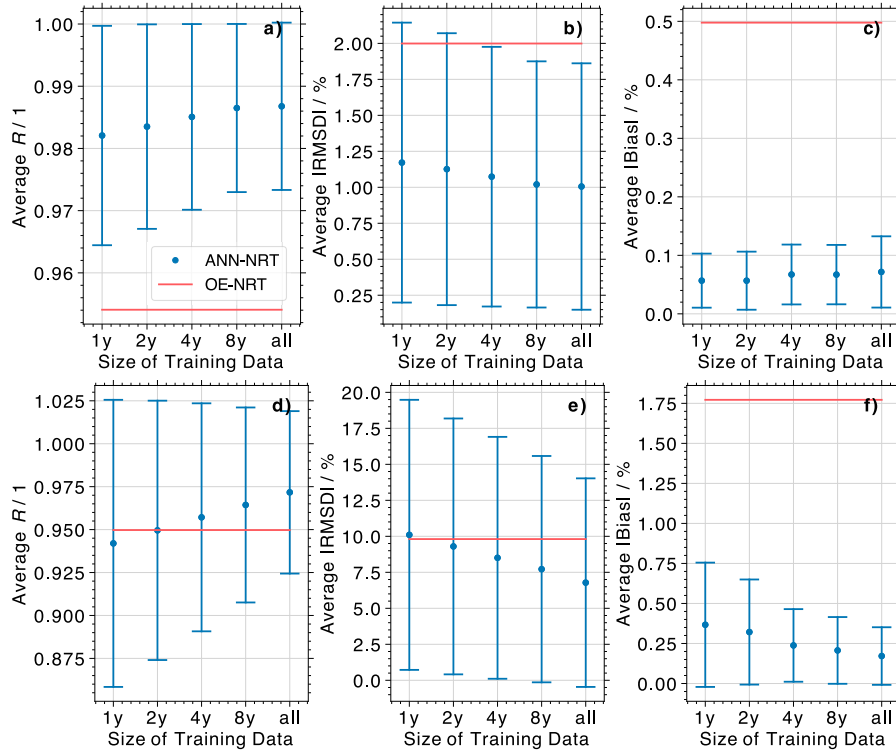 a)
1.00
0.99
0.98
0.97
0.96
Average R / 1
ANN-NRT
OE-NRT
1y 2y 4y 8y all
Size of Training Data
b)
2.00
1.75
1.50
1.25
1.00
0.75
0.50
0.25
Average |RMSD| / %
1y 2y 4y 8y all
Size of Training Data
c)
0.5
0.4
0.3
0.2
0.1
0.0
Average |Bias| / %
1y 2y 4y 8y all
Size of Training Data
d)
1.025
1.000
0.975
0.950
0.925
0.900
0.875
Average R / 1
1y 2y 4y 8y all
Size of Training Data
e)
20.0
17.5
15.0
12.5
10.0
7.5
5.0
2.5
0.0
Average |RMSD| / %
1y 2y 4y 8y all
Size of Training Data
f)
1.75
1.50
1.25
1.00
0.75
0.50
0.25
0.00
Average |Bias| / %
1y 2y 4y 8y all
Size of Training Data